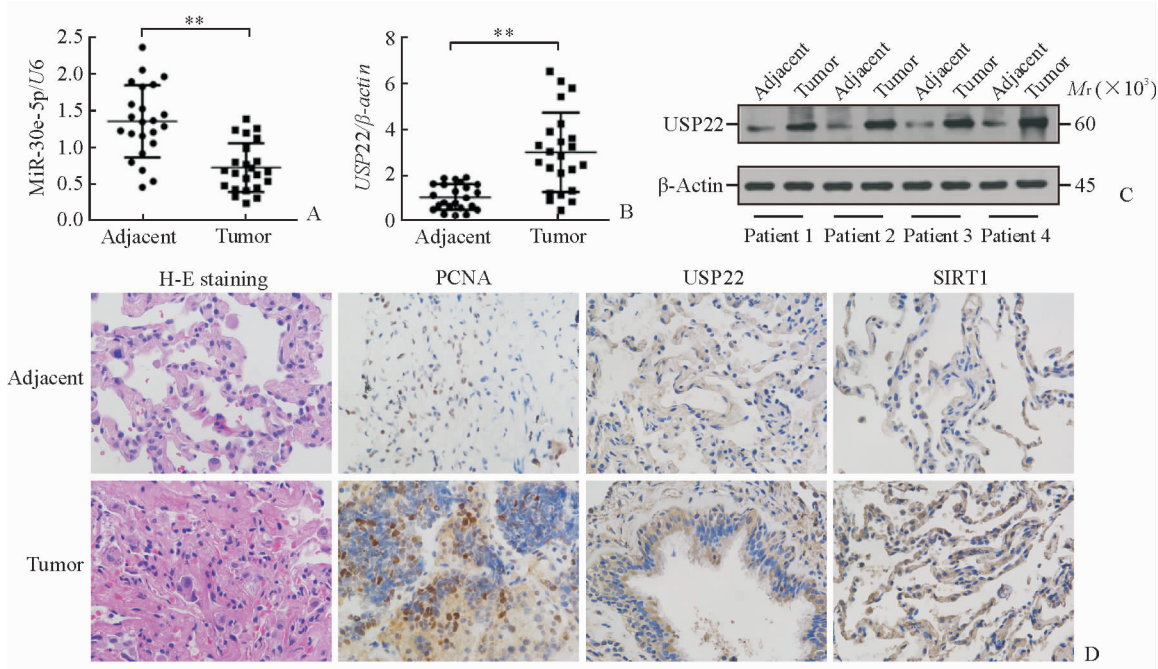 **
MiR-30e-5p/U6
2.5
2.0
1.5
1.0
0.5
0.0
Adjacent Tumor
A
**
USP22/β-actin
8
6
4
2
0
Adjacent Tumor
B
Adjacent Tumor Adjacent Tumor Adjacent Tumor Adjacent Tumor
Mr (×10³)
USP22 60
β-Actin 45
C
Patient 1 Patient 2 Patient 3 Patient 4
H-E staining PCNA USP22 SIRT1
Adjacent
Tumor
D